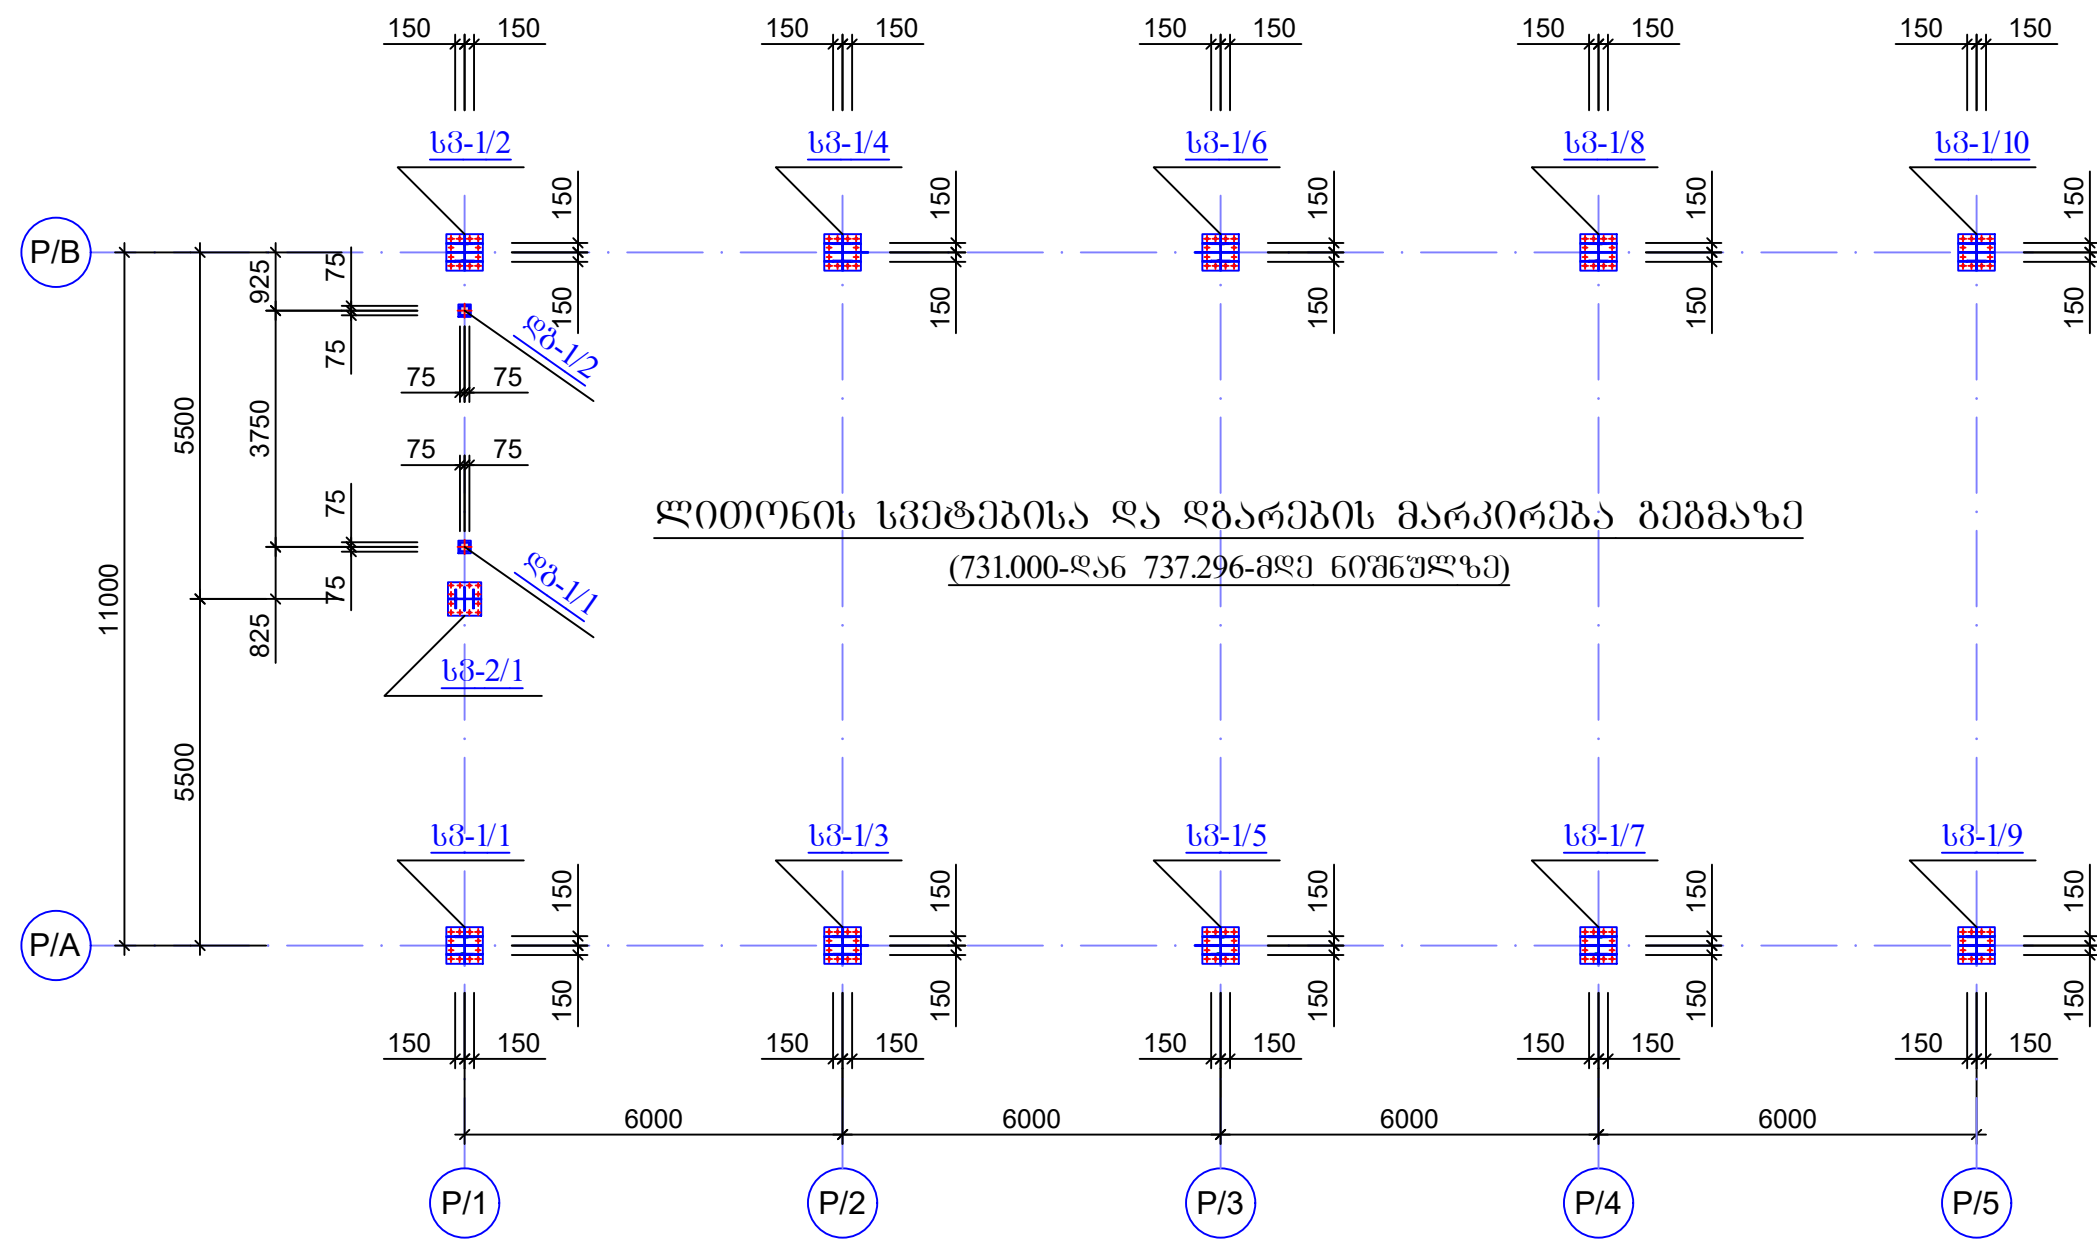 150 150 150 150 150 150 150 150 150 150
სვ-1/2 სვ-1/4 სვ-1/6 სვ-1/8 სვ-1/10
150 150 150 150 150
P/B
925 75
150 150 150 150 150
დგ-1/2
75
75 75
5500 3750
75 75
75
ლითონის სვეტებისა და დგარების მარკირება გეგმაზე
(731.000-დან 737.296-მდე ნიშნულზე)
11000 825 75
დგ-1/1
სვ-2/1
5500
სვ-1/1 სვ-1/3 სვ-1/5 სვ-1/7 სვ-1/9
150 150 150 150 150
P/A
150 150 150 150 150
150 150 150 150 150 150 150 150 150 150
6000 6000 6000 6000
P/1 P/2 P/3 P/4 P/5